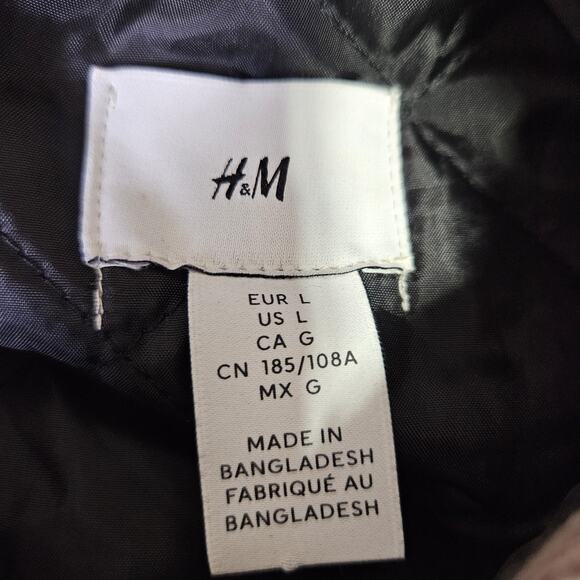 H&M
EUR L
US L
CA G
CN 185/108A
MX G
MADE IN
BANGLADESH
FABRIQUÉ AU
BANGLADESH